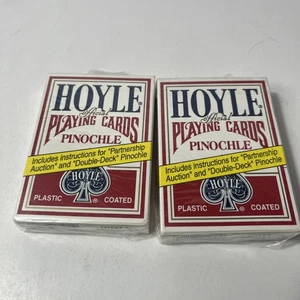 HOYLE
official
PLAYING CARDS
PINOCHLE
Includes instructions for "Partnership
Auction" and "Double-Deck" Pinochle
HOYLE
®
PLASTIC COATED
HOYLE
official
PLAYING CARDS
PINOCHLE
Includes instructions for "Partnership
Auction" and "Double-Deck" Pinochle
HOYLE
®
PLASTIC COATED